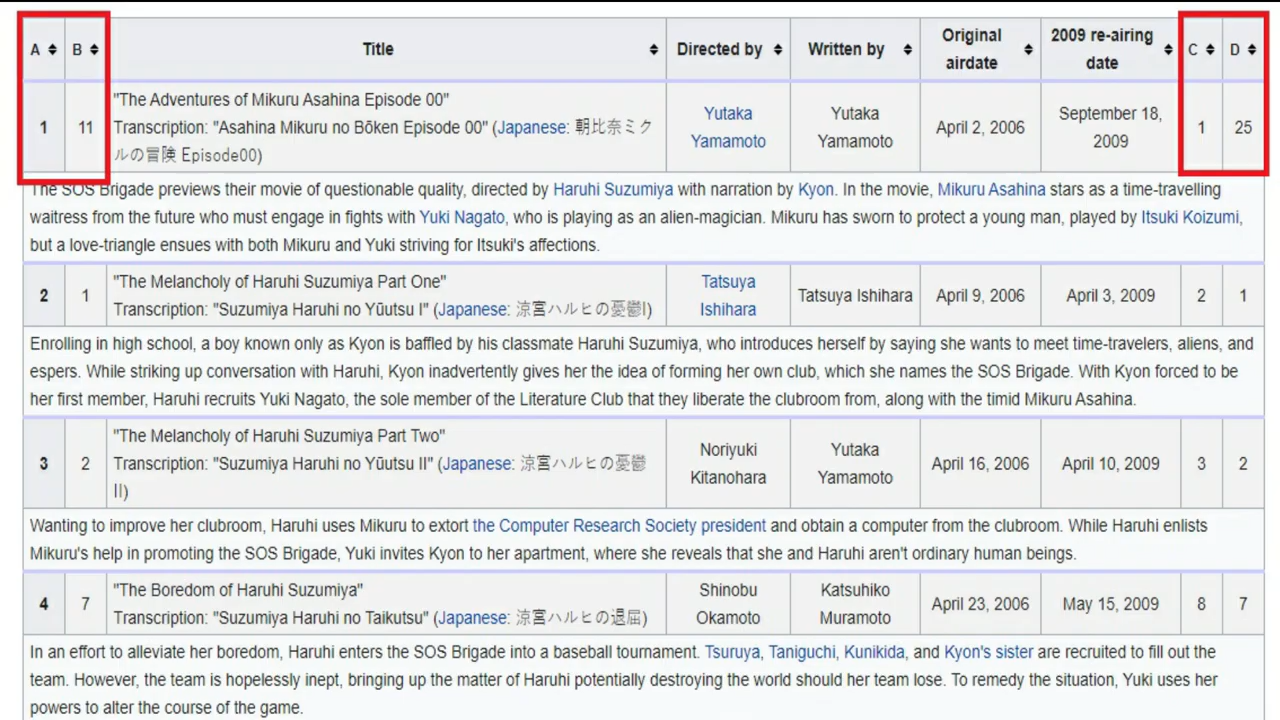 A B Title Directed by Written by Original airdate 2009 re-airing date C D
1 11 "The Adventures of Mikuru Asahina Episode 00"
Transcription: "Asahina Mikuru no Bōken Episode 00" (Japanese: 朝比奈ミク
ルの冒険 Episode00)
Yutaka
Yamamoto
Yutaka
Yamamoto
April 2, 2006
September 18,
2009
1 25
The SOS Brigade previews their movie of questionable quality, directed by Haruhi Suzumiya with narration by Kyon. In the movie, Mikuru Asahina stars as a time-travelling
waitress from the future who must engage in fights with Yuki Nagato, who is playing as an alien-magician. Mikuru has sworn to protect a young man, played by Itsuki Koizumi,
but a love-triangle ensues with both Mikuru and Yuki striving for Itsuki's affections.
2 1 "The Melancholy of Haruhi Suzumiya Part One"
Transcription: "Suzumiya Haruhi no Yūutsu I" (Japanese: 涼宮ハルヒの憂鬱I)
Tatsuya
Ishihara
Tatsuya Ishihara
April 9, 2006
April 3, 2009
2 1
Enrolling in high school, a boy known only as Kyon is baffled by his classmate Haruhi Suzumiya, who introduces herself by saying she wants to meet time-travelers, aliens, and
espers. While striking up conversation with Haruhi, Kyon inadvertently gives her the idea of forming her own club, which she names the SOS Brigade. With Kyon forced to be
her first member, Haruhi recruits Yuki Nagato, the sole member of the Literature Club that they liberate the clubroom from, along with the timid Mikuru Asahina.
3 2 "The Melancholy of Haruhi Suzumiya Part Two"
Transcription: "Suzumiya Haruhi no Yūutsu II" (Japanese: 涼宮ハルヒの憂鬱
II)
Noriyuki
Kitanohara
Yutaka
Yamamoto
April 16, 2006
April 10, 2009
3 2
Wanting to improve her clubroom, Haruhi uses Mikuru to extort the Computer Research Society president and obtain a computer from the clubroom. While Haruhi enlists
Mikuru's help in promoting the SOS Brigade, Yuki invites Kyon to her apartment, where she reveals that she and Haruhi aren't ordinary human beings.
4 7 "The Boredom of Haruhi Suzumiya"
Transcription: "Suzumiya Haruhi no Taikutsu" (Japanese: 涼宮ハルヒの退屈)
Shinobu
Okamoto
Katsuhiko
Muramoto
April 23, 2006
May 15, 2009
8 7
In an effort to alleviate her boredom, Haruhi enters the SOS Brigade into a baseball tournament. Tsuruya, Taniguchi, Kunikida, and Kyon's sister are recruited to fill out the
team. However, the team is hopelessly inept, bringing up the matter of Haruhi potentially destroying the world should her team lose. To remedy the situation, Yuki uses her
powers to alter the course of the game.